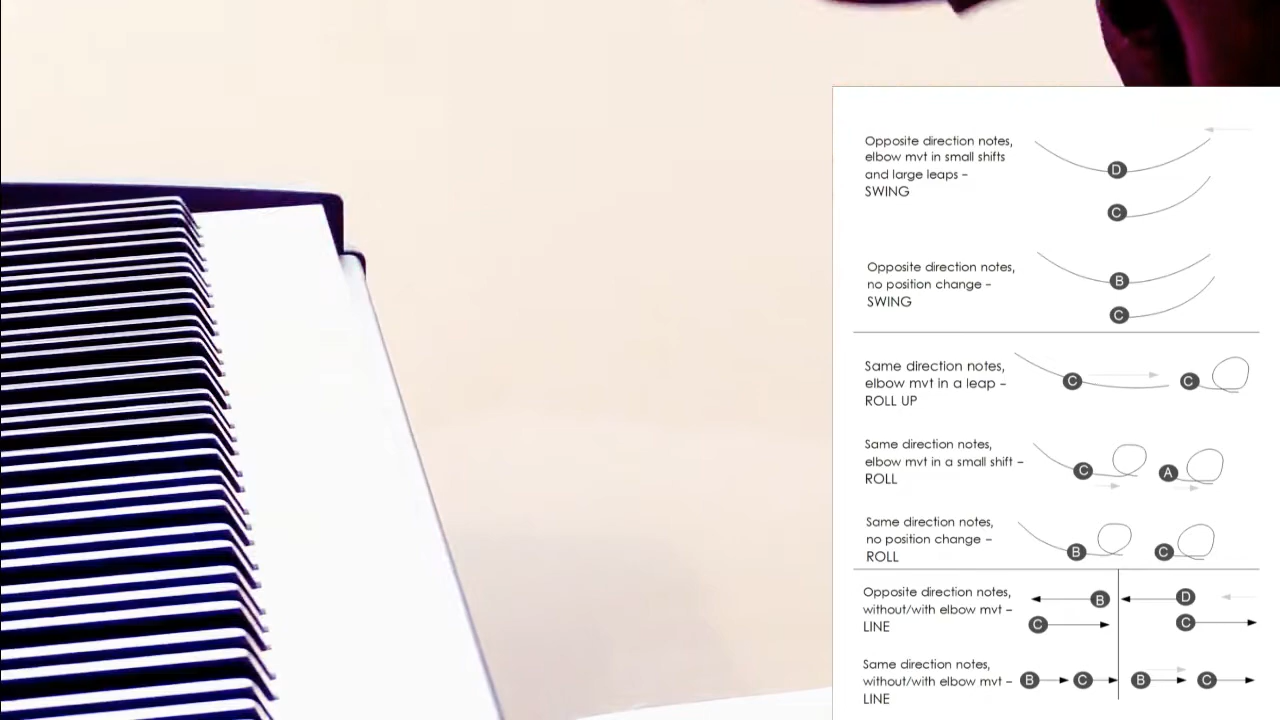 Opposite direction notes,
elbow mvt in small shifts
and large leaps –
SWING
D
C
Opposite direction notes,
no position change –
SWING
B
C
Same direction notes,
elbow mvt in a leap –
ROLL UP
C C
Same direction notes,
elbow mvt in a small shift –
ROLL
C A
Same direction notes,
no position change –
ROLL
B C
Opposite direction notes,
without/with elbow mvt –
LINE
B D
C C
Same direction notes,
without/with elbow mvt –
LINE
B C B C